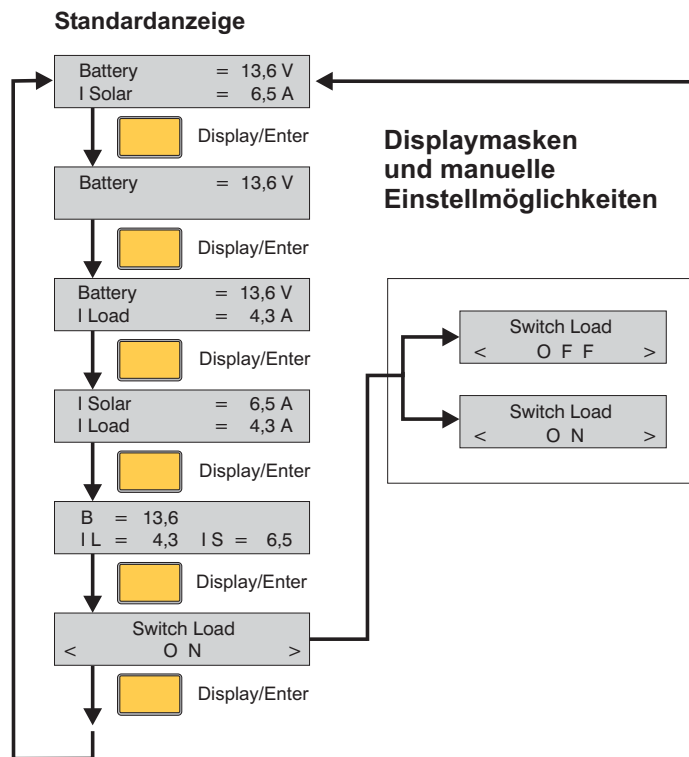 Standardanzeige
Battery = 13,6 V
I Solar = 6,5 A
Display/Enter
Displaymasken
und manuelle
Einstellmöglichkeiten
Battery = 13,6 V
Display/Enter
Battery = 13,6 V
I Load = 4,3 A
Display/Enter
I Solar = 6,5 A
I Load = 4,3 A
Display/Enter
B = 13,6
I L = 4,3 I S = 6,5
Display/Enter
Switch Load
< O N >
Display/Enter
Switch Load
< O F F >
Switch Load
< O N >